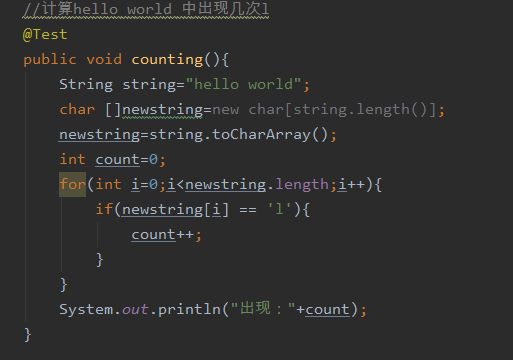 //计算hello world 中出现几次l
@Test
public void counting(){
String string="hello world";
char []newstring=new char[string.length()];
newstring=string.toCharArray();
int count=0;
for(int i=0;i<newstring.length;i++){
if(newstring[i] == 'l'){
count++;
}
}
System.out.println("出现："+count);
}